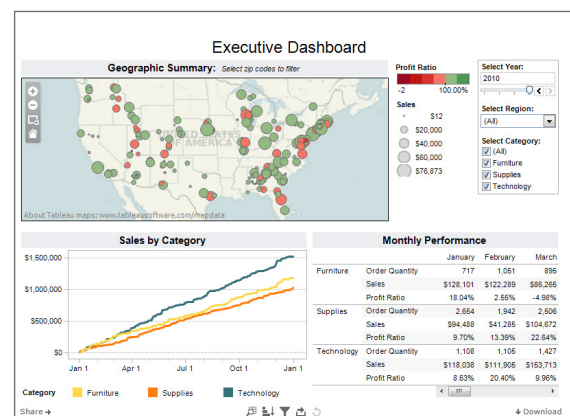 Executive Dashboard
Geographic Summary: Select zip codes to filter
UNITED STATES
OF AMERICA
About Tableau maps: www.tableausoftware.com/mapdata
Profit Ratio
-2 100.00%
Sales
$12
$20,000
$40,000
$60,000
$76,873
Select Year:
2010
Select Region:
(All)
Select Category:
(All)
Furniture
Supplies
Technology
Sales by Category
$1,500,000
$1,000,000
$500,000
$0
Jan 1 Apr 1 Jul 1 Oct 1 Jan 1
Category Furniture Supplies Technology
Monthly Performance
January February March
Furniture Order Quantity 717 1,051 895
Sales $128,101 $122,289 $86,265
Profit Ratio 18.04% 2.55% -4.98%
Supplies Order Quantity 2,654 1,942 2,506
Sales $94,488 $41,285 $104,672
Profit Ratio 9.70% 13.39% 22.64%
Technology Order Quantity 1,108 1,105 1,427
Sales $118,038 $111,905 $163,713
Profit Ratio 8.63% 20.40% 9.96%
Share
Download